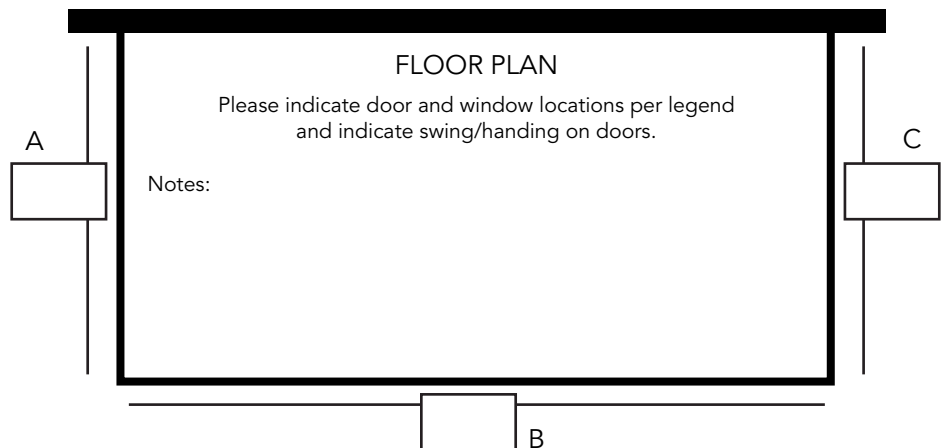 FLOOR PLAN
Please indicate door and window locations per legend
and indicate swing/handing on doors.
A
C
Notes:
B